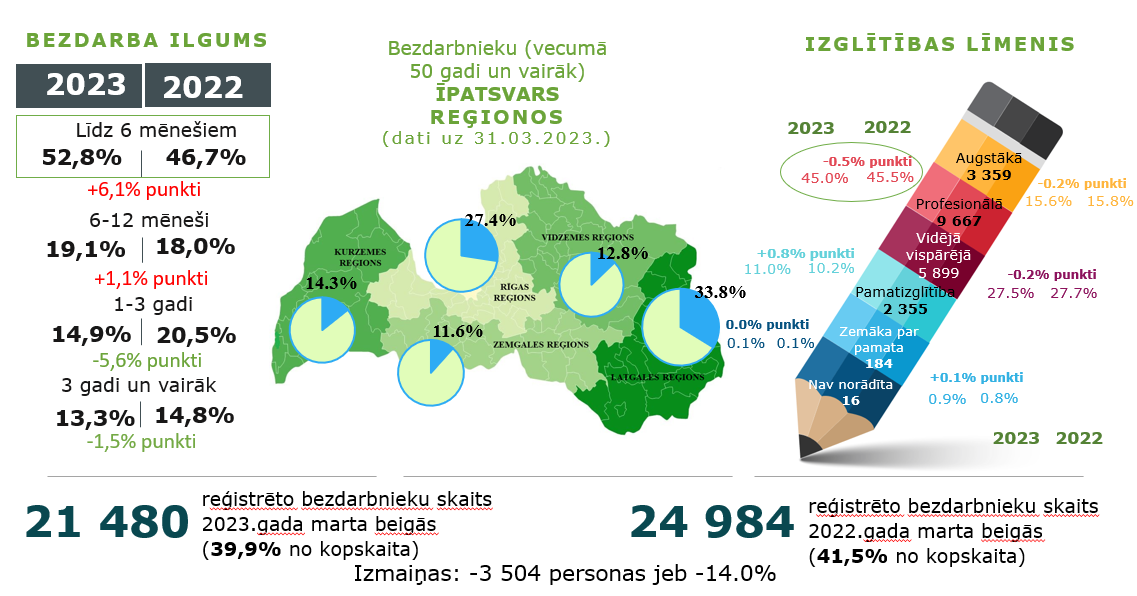 BEZDARBA ILGUMS
2023 2022
Līdz 6 mēnešiem
52,8% 46,7%
+6,1% punkti
6-12 mēneši
19,1% 18,0%
+1,1% punkti
1-3 gadi
14,9% 20,5%
-5,6% punkti
3 gadi un vairāk
13,3% 14,8%
-1,5% punkti
Bezdarbnieku (vecumā
50 gadi un vairāk)
ĪPATSVARS
REĢIONOS
(dati uz 31.03.2023.)
27.4%
KURZEMES
REGIONS
VIDZEMES REGIONS
12.8%
14.3%
RĪGAS
REGIONS
33.8%
11.6%
ZEMGALES REGIONS
LATGALES REGIONS
IZGLĪTĪBAS LĪMENIS
2023 2022
-0.5% punkti
45.0% 45.5%
Augstākā
3 359
-0.2% punkti
15.6% 15.8%
Profesionālā
9 667
Vidējā
vispārējā
5 899
+0.8% punkti
11.0% 10.2%
-0.2% punkti
27.5% 27.7%
Pamatizglītība
2 355
0.0% punkti
0.1% 0.1%
Zemāka par
pamata
184
+0.1% punkti
0.9% 0.8%
Nav norādīta
16
2023 2022
21 480
reģistrēto bezdarbnieku skaits
2023.gada marta beigās
(39,9% no kopskaita)
24 984
reģistrēto bezdarbnieku skaits
2022.gada marta beigās
(41,5% no kopskaita)
Izmaiņas: -3 504 personas jeb -14.0%